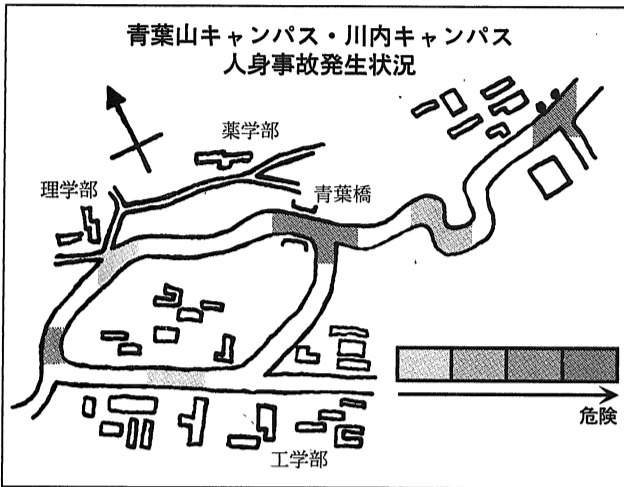 青葉山キャンパス・川内キャンパス
人身事故発生状況
薬学部
理学部
青葉橋
危険
工学部